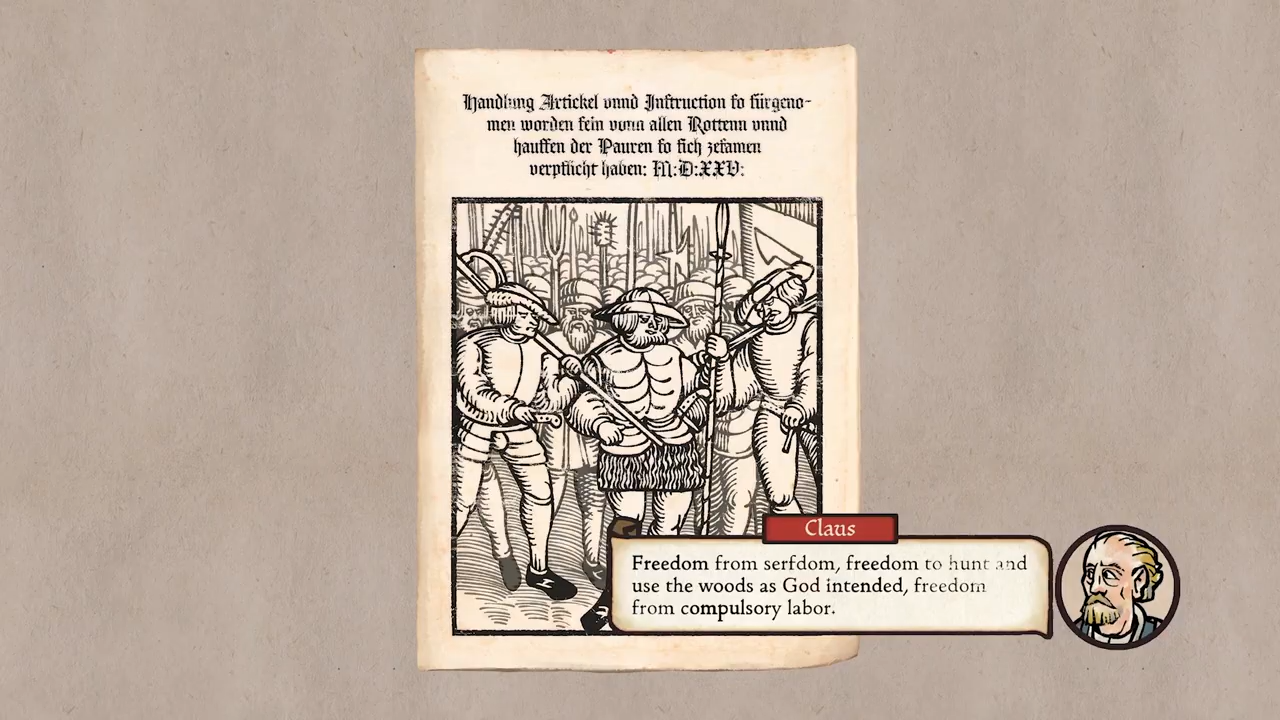 Handlung Artickel vnnd Instruction so fürgeno-
men worden sein vonn allen Rottenn vnnd
hauffen der Pauren so sich zesamen
verpflicht haben: M:D:XXV:
Claus
Freedom from serfdom, freedom to hunt and
use the woods as God intended, freedom
from compulsory labor.